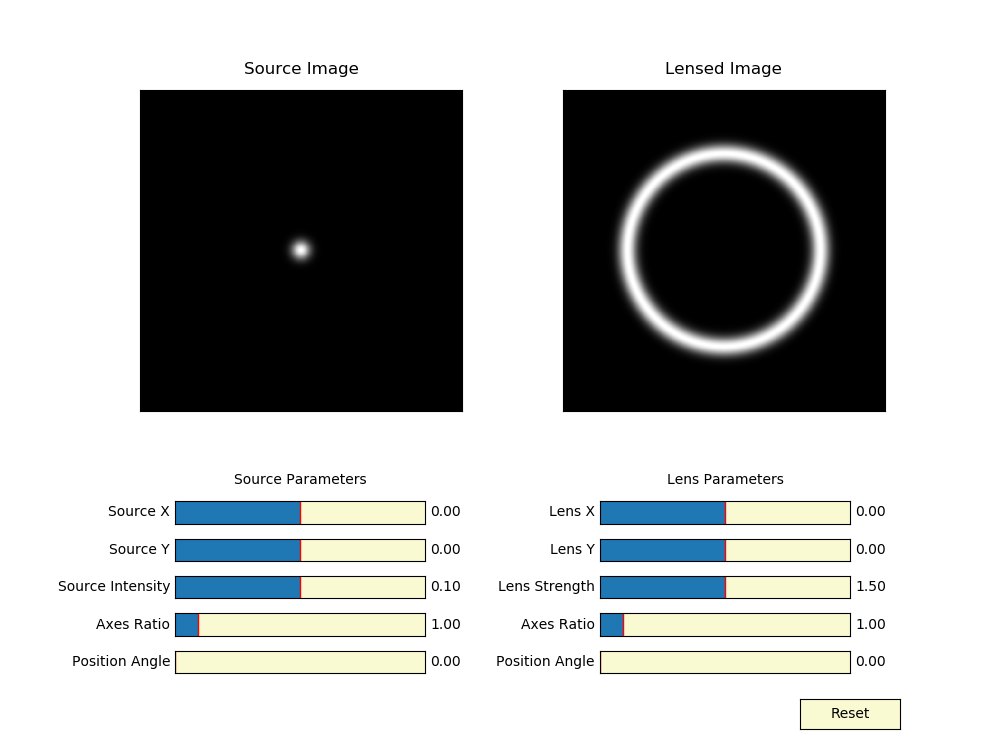 Source Image
Lensed Image
Source Parameters
Source X 0.00
Source Y 0.00
Source Intensity 0.10
Axes Ratio 1.00
Position Angle 0.00
Lens Parameters
Lens X 0.00
Lens Y 0.00
Lens Strength 1.50
Axes Ratio 1.00
Position Angle 0.00
Reset